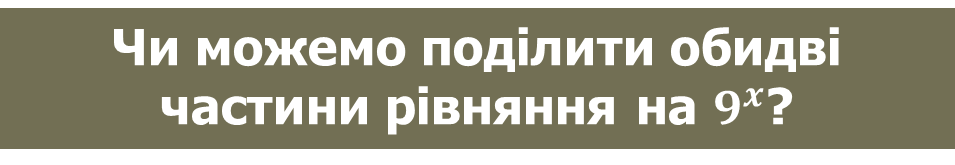 Чи можемо поділити обидві
частини рівняння на 9ˣ?